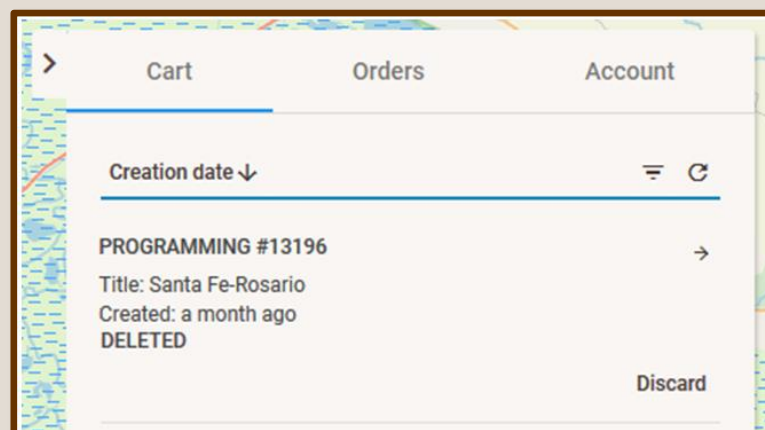 Cart Orders Account
Creation date
PROGRAMMING #13196
Title: Santa Fe-Rosario
Created: a month ago
DELETED
Discard